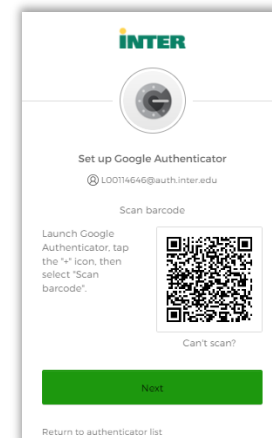 INTER
Set up Google Authenticator
L00114646@auth.inter.edu
Scan barcode
Launch Google
Authenticator, tap
the "+" icon, then
select "Scan
barcode".
Can't scan?
Next
Return to authenticator list